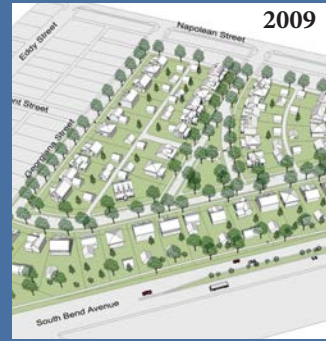 2009
Napolean Street
Eddy Street
nt Street
Georgiana Street
South Bend Avenue